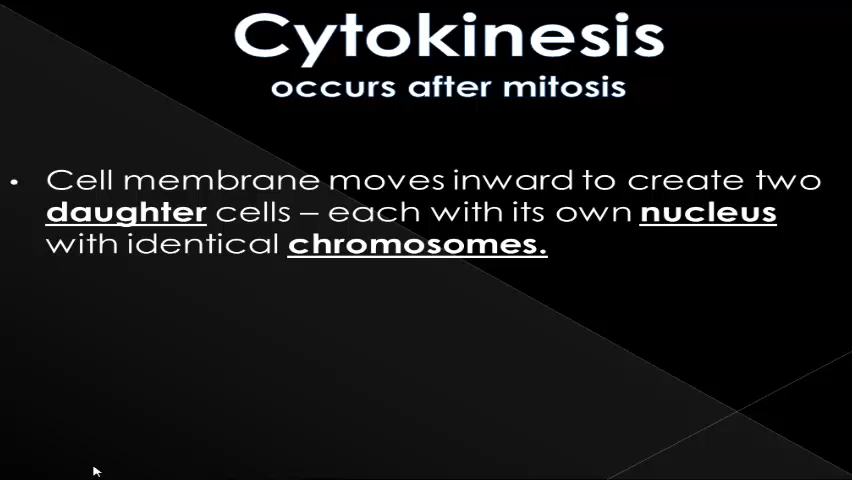 Cytokinesis
occurs after mitosis
• Cell membrane moves inward to create two
daughter cells – each with its own nucleus
with identical chromosomes.